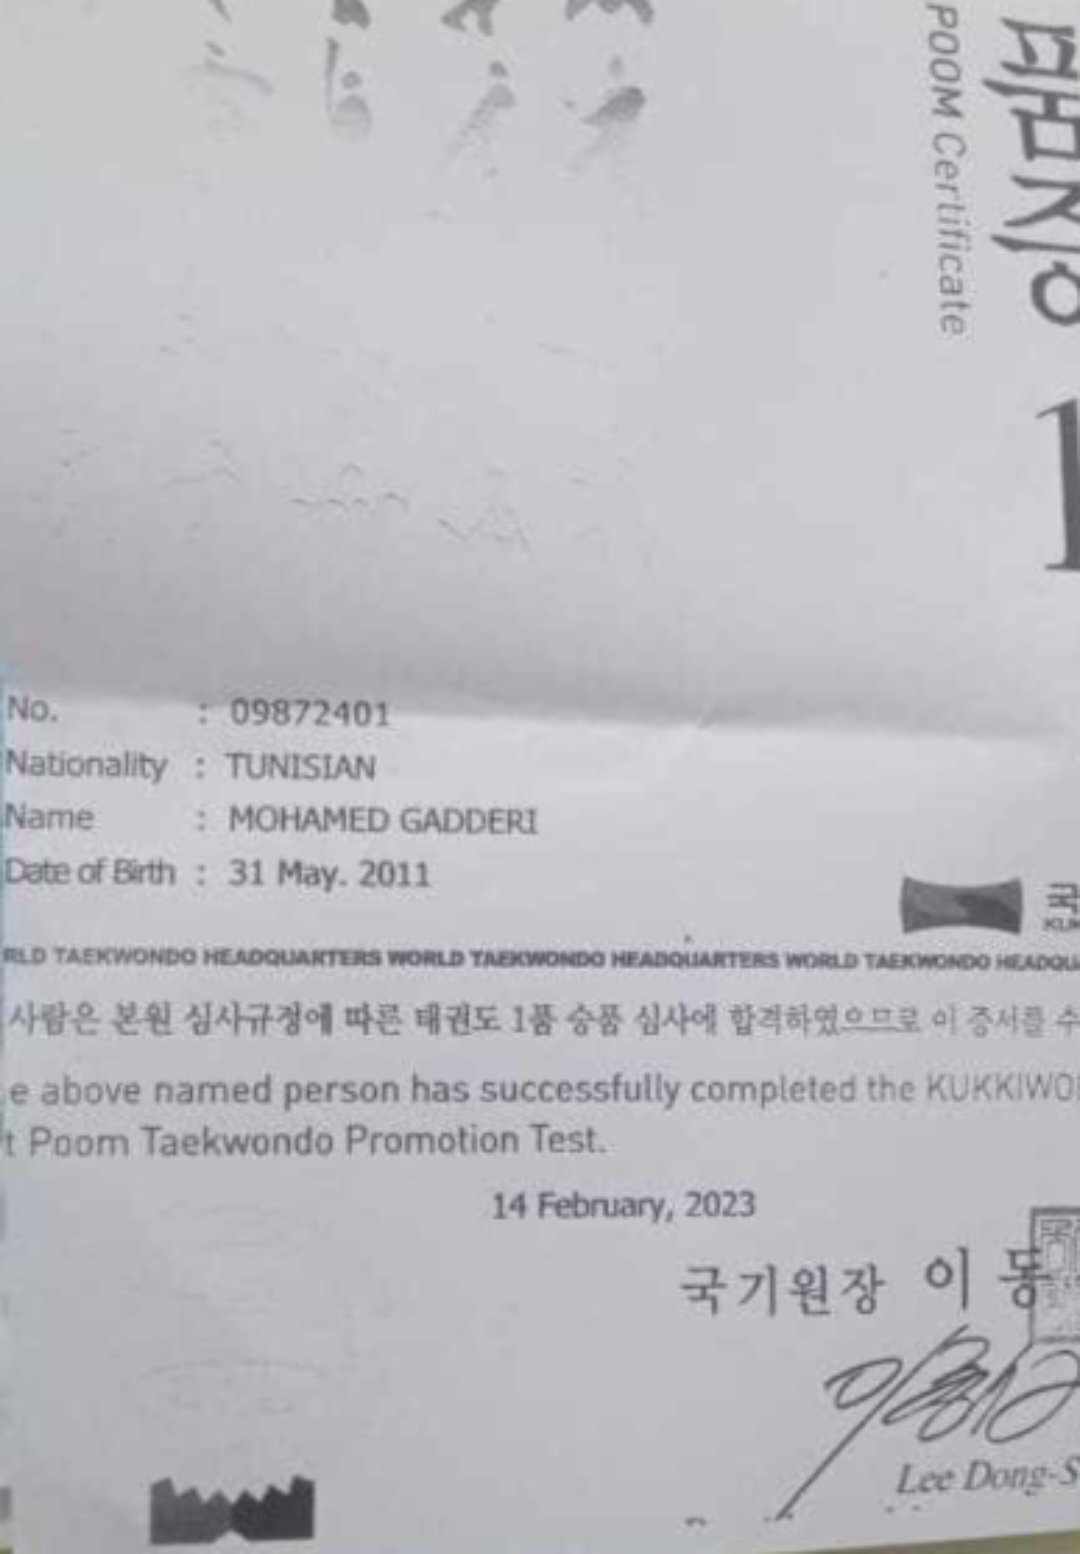 품증
POOM Certificate
1
No. : 09872401
Nationality : TUNISIAN
Name : MOHAMED GADDERI
Date of Birth : 31 May. 2011
국
KUK
RLD TAEKWONDO HEADQUARTERS WORLD TAEKWONDO HEADQUARTERS WORLD TAEKWONDO HEADQU
사람은 본원 심사규정에 따른 태권도 1품 승품 심사에 합격하였으므로 이 증서를 수
e above named person has successfully completed the KUKKIWO
t Poom Taekwondo Promotion Test.
14 February, 2023
국기원장 이 동
Lee Dong-S